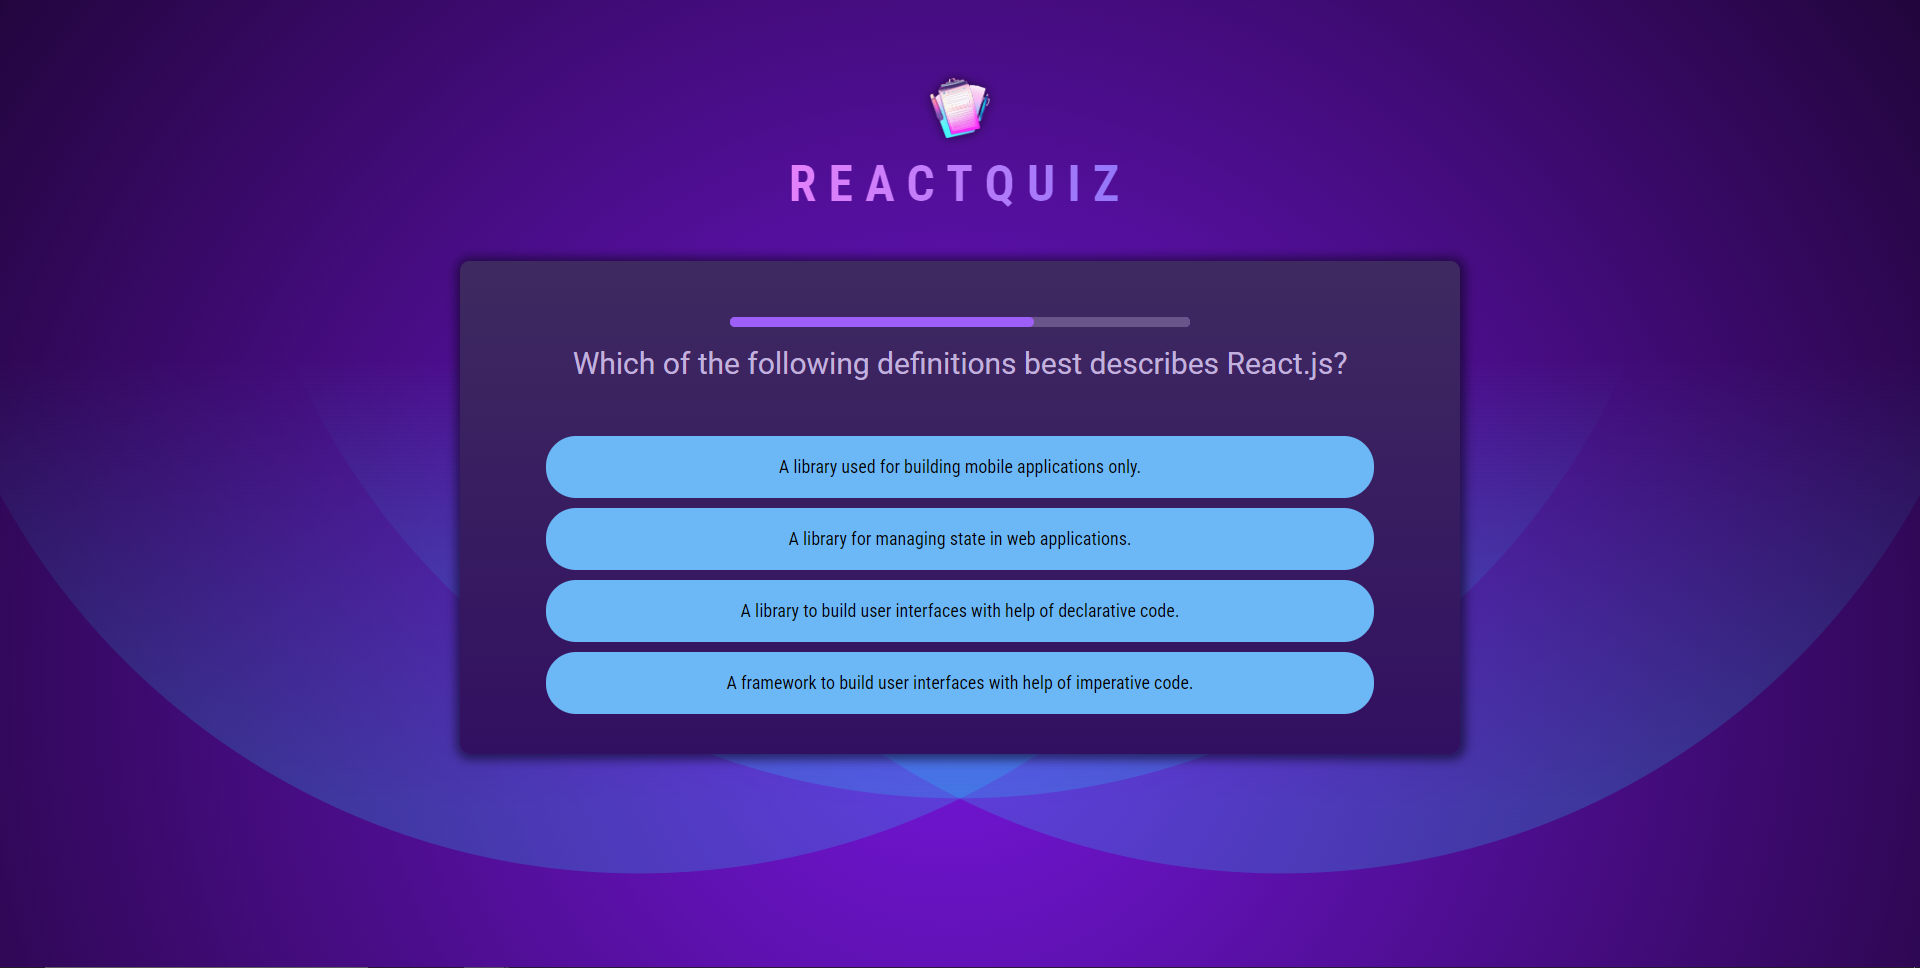 REACTQUIZ
Which of the following definitions best describes React.js?
A library used for building mobile applications only.
A library for managing state in web applications.
A library to build user interfaces with help of declarative code.
A framework to build user interfaces with help of imperative code.